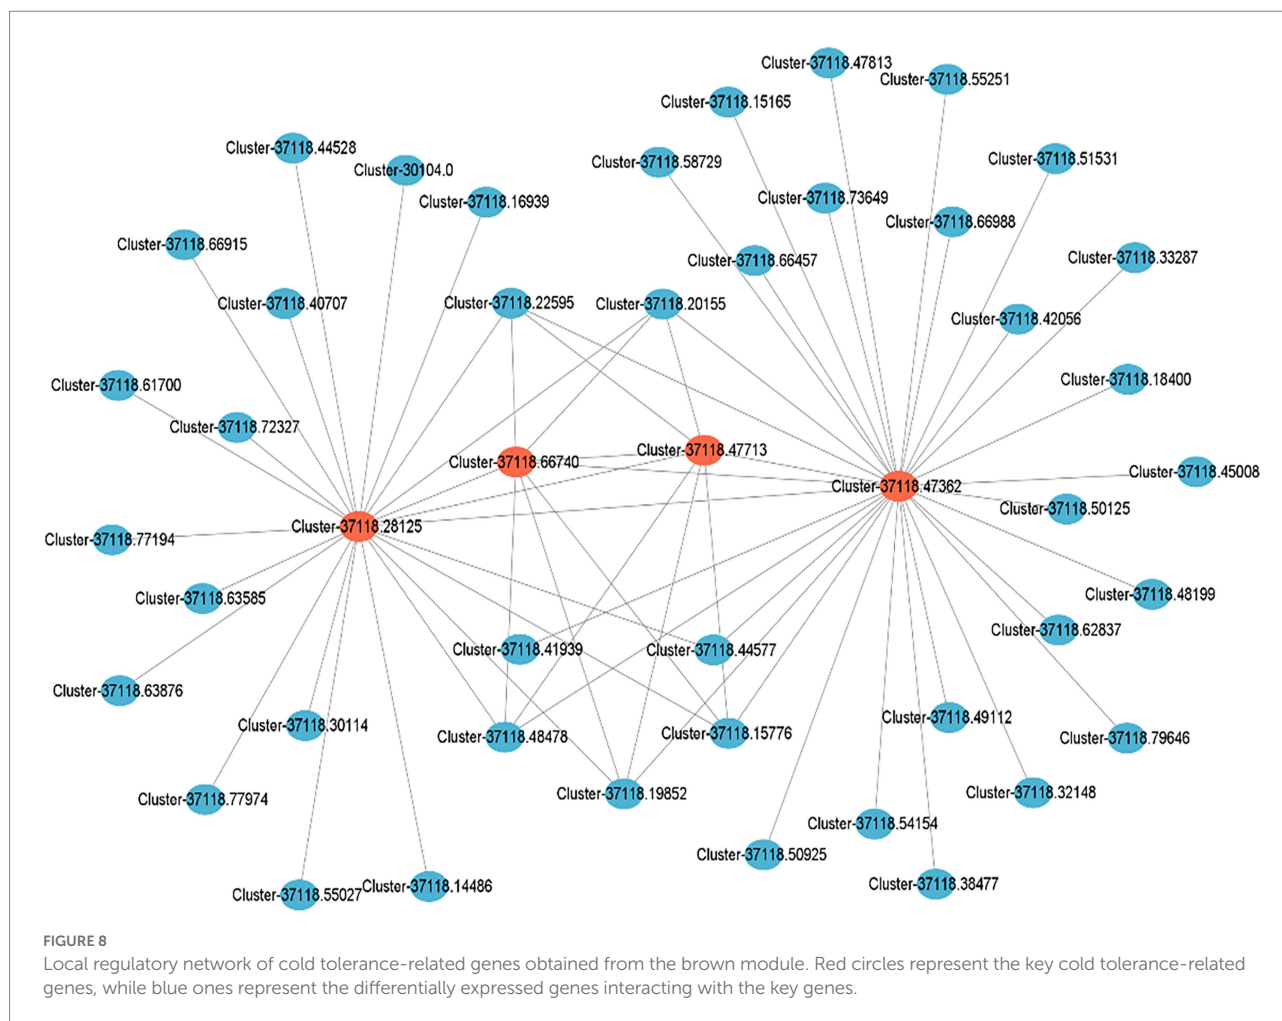 Cluster-37118.47813
Cluster-37118.55251
Cluster-37118.15165
Cluster-37118.44528
Cluster-30104.0
Cluster-37118.58729
Cluster-37118.51531
Cluster-37118.16939
Cluster-37118.73649
Cluster-37118.66988
Cluster-37118.66915
Cluster-37118.66457
Cluster-37118.33287
Cluster-37118.40707
Cluster-37118.22595
Cluster-37118.20155
Cluster-37118.42056
Cluster-37118.61700
Cluster-37118.18400
Cluster-37118.72327
Cluster-37118.66740
Cluster-37118.47713
Cluster-37118.47362
Cluster-37118.45008
Cluster-37118.50125
Cluster-37118.28125
Cluster-37118.77194
Cluster-37118.63585
Cluster-37118.48199
Cluster-37118.62837
Cluster-37118.41939
Cluster-37118.44577
Cluster-37118.63876
Cluster-37118.30114
Cluster-37118.48478
Cluster-37118.15776
Cluster-37118.49112
Cluster-37118.79646
Cluster-37118.77974
Cluster-37118.19852
Cluster-37118.32148
Cluster-37118.54154
Cluster-37118.50925
Cluster-37118.55027
Cluster-37118.14486
Cluster-37118.38477
FIGURE 8
Local regulatory network of cold tolerance-related genes obtained from the brown module. Red circles represent the key cold tolerance-related
genes, while blue ones represent the differentially expressed genes interacting with the key genes.